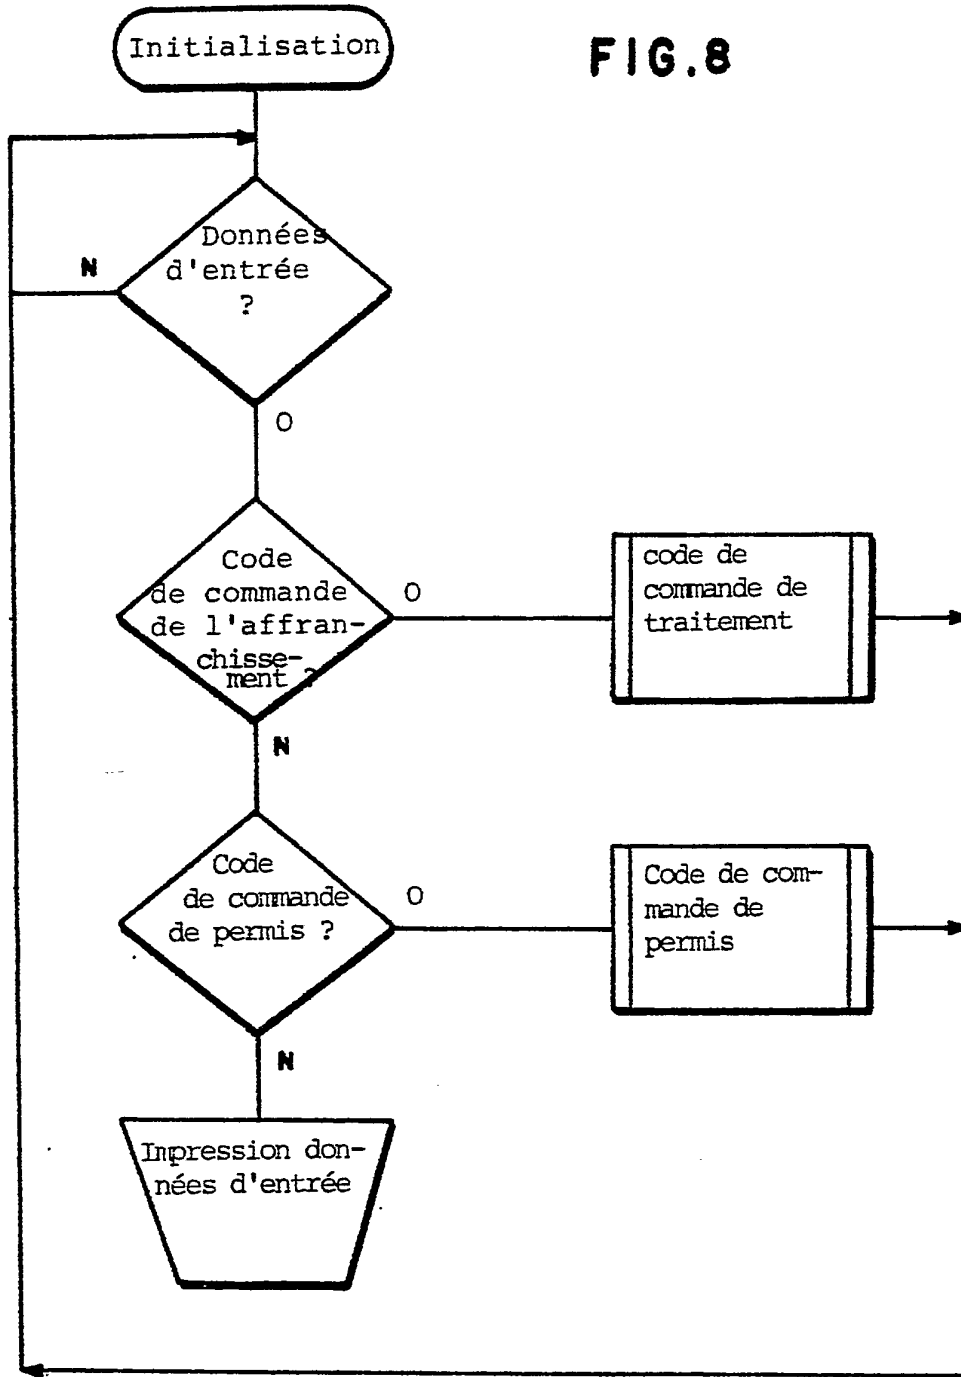 Initialisation
FIG.8
Données
d'entrée
?
N
O
Code
de commande
de l'affran-
chisse-
ment ?
O
code de
commande de
traitement
N
Code
de commande
de permis ?
O
Code de com-
mande de
permis
N
Impression don-
nées d'entrée